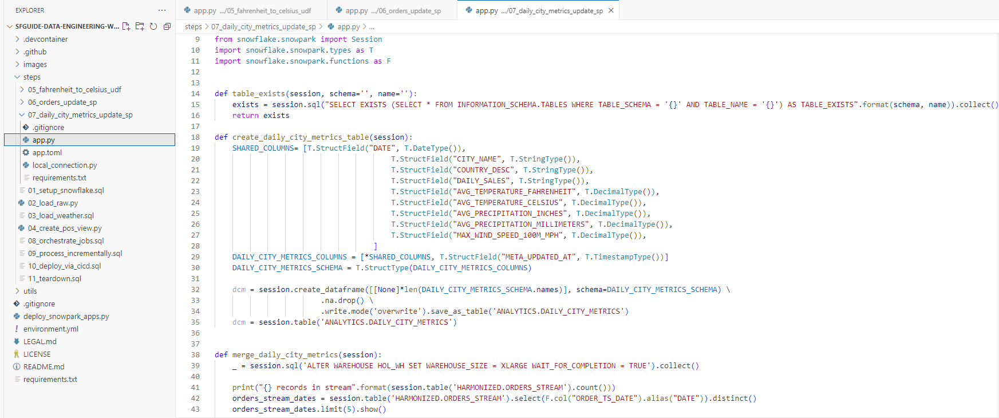 EXPLORER
SFGUIDE-DATA-ENGINEERING-W...
.devcontainer
.github
images
steps
05_fahrenheit_to_celsius_udf
06_orders_update_sp
07_daily_city_metrics_update_sp
.gitignore
app.py
app.toml
local_connection.py
requirements.txt
01_setup_snowflake.sql
02_load_raw.py
03_load_weather.sql
04_create_pos_view.py
08_orchestrate_jobs.sql
09_process_incrementally.sql
10_deploy_via_cicd.sql
11_teardown.sql
utils
.gitignore
deploy_snowpark_apps.py
environment.yml
LEGAL.md
LICENSE
README.md
requirements.txt
app.py .../05_fahrenheit_to_celsius_udf
app.py .../06_orders_update_sp
app.py .../07_daily_city_metrics_update_sp
steps > 07_daily_city_metrics_update_sp > app.py > ...
9 from snowflake.snowpark import Session
10 import snowflake.snowpark.types as T
11 import snowflake.snowpark.functions as F
12
13
14 def table_exists(session, schema='', name=''):
15 exists = session.sql("SELECT EXISTS (SELECT * FROM INFORMATION_SCHEMA.TABLES WHERE TABLE_SCHEMA = '{}' AND TABLE_NAME = '{}') AS TABLE_EXISTS".format(schema, name)).collect()
16 return exists
17
18 def create_daily_city_metrics_table(session):
19 SHARED_COLUMNS= [T.StructField("DATE", T.DateType()),
20 T.StructField("CITY_NAME", T.StringType()),
21 T.StructField("COUNTRY_DESC", T.StringType()),
22 T.StructField("DAILY_SALES", T.StringType()),
23 T.StructField("AVG_TEMPERATURE_FAHRENHEIT", T.DecimalType()),
24 T.StructField("AVG_TEMPERATURE_CELSIUS", T.DecimalType()),
25 T.StructField("AVG_PRECIPITATION_INCHES", T.DecimalType()),
26 T.StructField("AVG_PRECIPITATION_MILLIMETERS", T.DecimalType()),
27 T.StructField("MAX_WIND_SPEED_100M_MPH", T.DecimalType()),
28 ]
29 DAILY_CITY_METRICS_COLUMNS = [*SHARED_COLUMNS, T.StructField("META_UPDATED_AT", T.TimestampType())]
30 DAILY_CITY_METRICS_SCHEMA = T.StructType(DAILY_CITY_METRICS_COLUMNS)
31
32 dcm = session.create_dataframe([[None]*len(DAILY_CITY_METRICS_SCHEMA.names)], schema=DAILY_CITY_METRICS_SCHEMA) \
33 .na.drop() \
34 .write.mode('overwrite').save_as_table('ANALYTICS.DAILY_CITY_METRICS')
35 dcm = session.table('ANALYTICS.DAILY_CITY_METRICS')
36
37
38 def merge_daily_city_metrics(session):
39 _ = session.sql('ALTER WAREHOUSE HOL_WH SET WAREHOUSE_SIZE = XLARGE WAIT_FOR_COMPLETION = TRUE').collect()
40
41 print("{} records in stream".format(session.table('HARMONIZED.ORDERS_STREAM').count()))
42 orders_stream_dates = session.table('HARMONIZED.ORDERS_STREAM').select(F.col("ORDER_TS_DATE").alias("DATE")).distinct()
43 orders_stream_dates.limit(5).show()